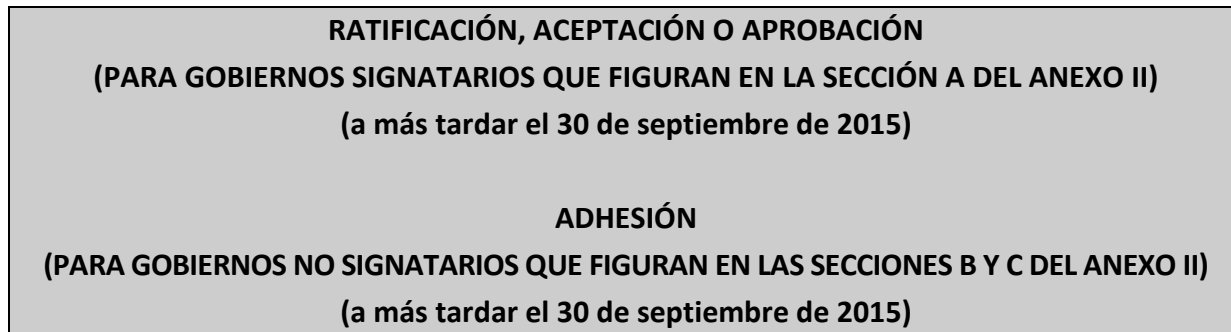 RATIFICACIÓN, ACEPTACIÓN O APROBACIÓN
(PARA GOBIERNOS SIGNATARIOS QUE FIGURAN EN LA SECCIÓN A DEL ANEXO II)
(a más tardar el 30 de septiembre de 2015)
ADHESIÓN
(PARA GOBIERNOS NO SIGNATARIOS QUE FIGURAN EN LAS SECCIONES B Y C DEL ANEXO II)
(a más tardar el 30 de septiembre de 2015)